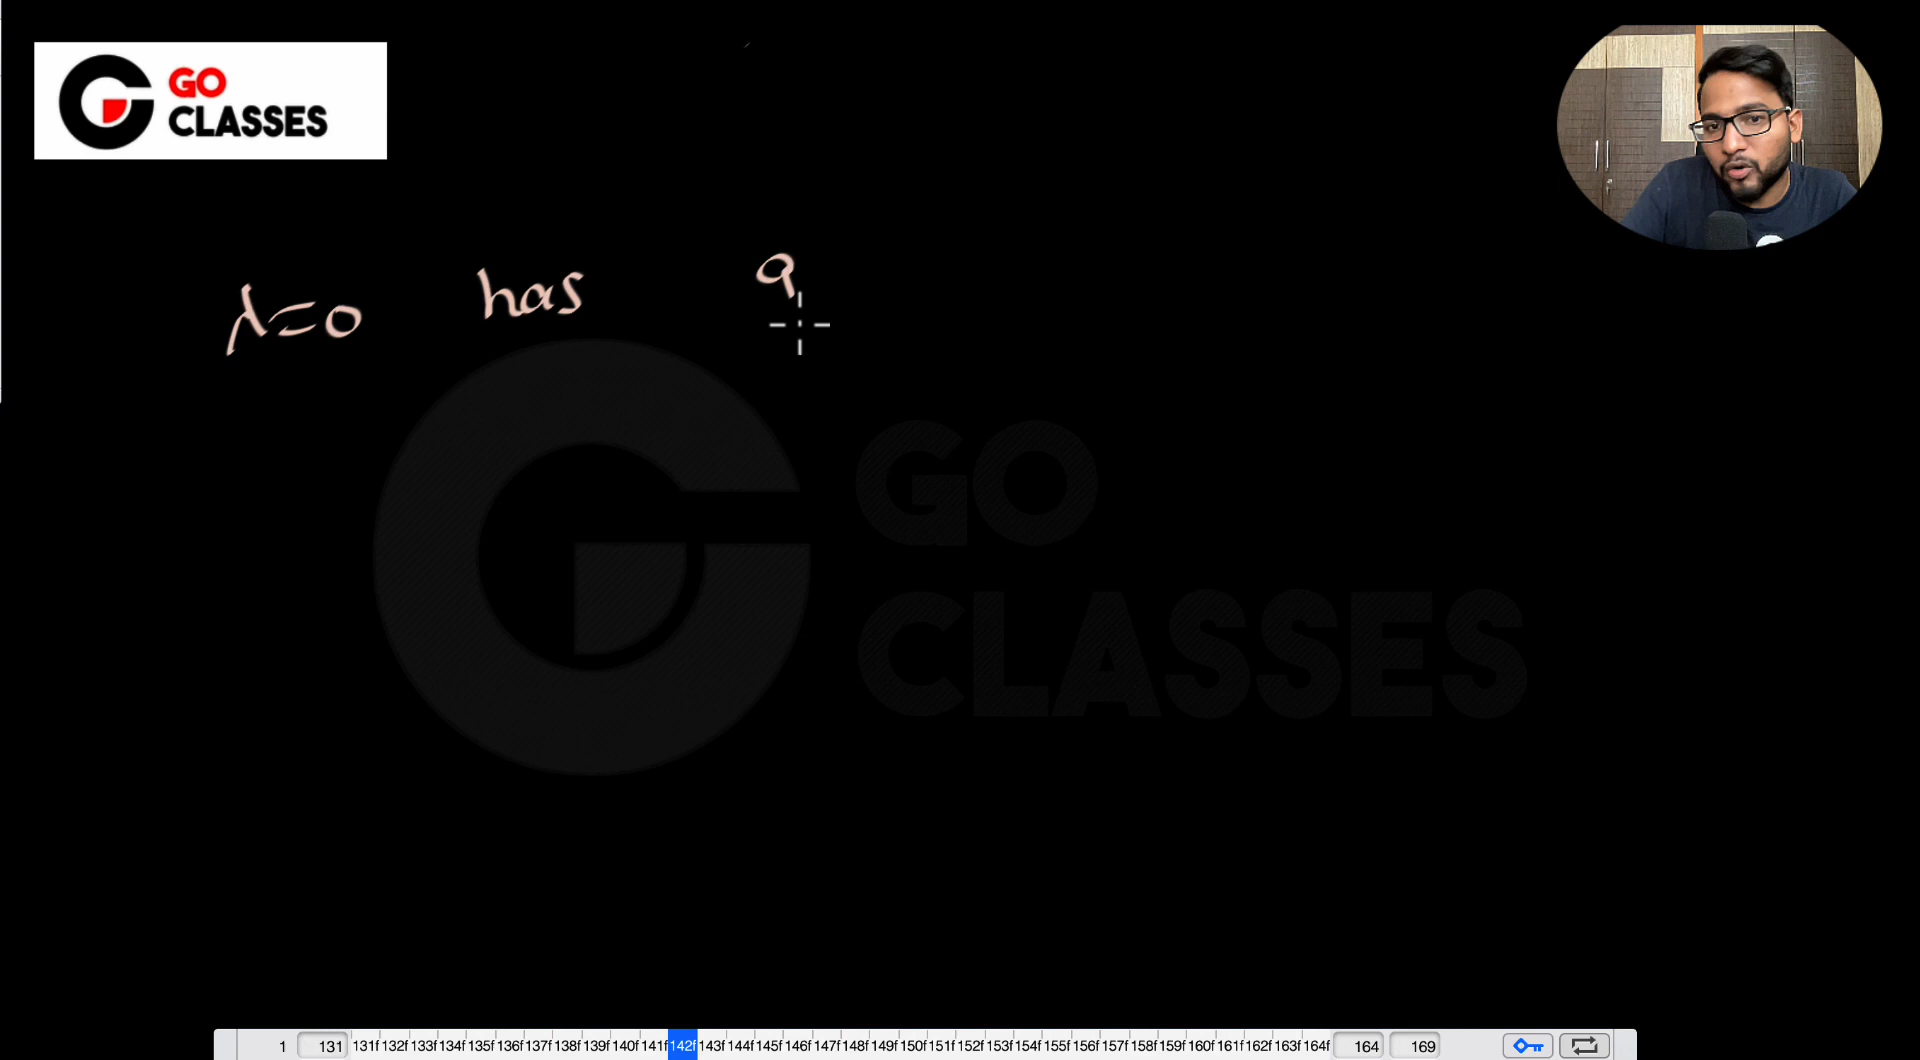 GO
CLASSES
λ=0 has a
GO
CLASSES
1 131 131f 132f 133f 134f 135f 136f 137f 138f 139f 140f 141f 142f 143f 144f 145f 146f 147f 148f 149f 150f 151f 152f 153f 154f 155f 156f 157f 158f 159f 160f 161f 162f 163f 164f 164 169